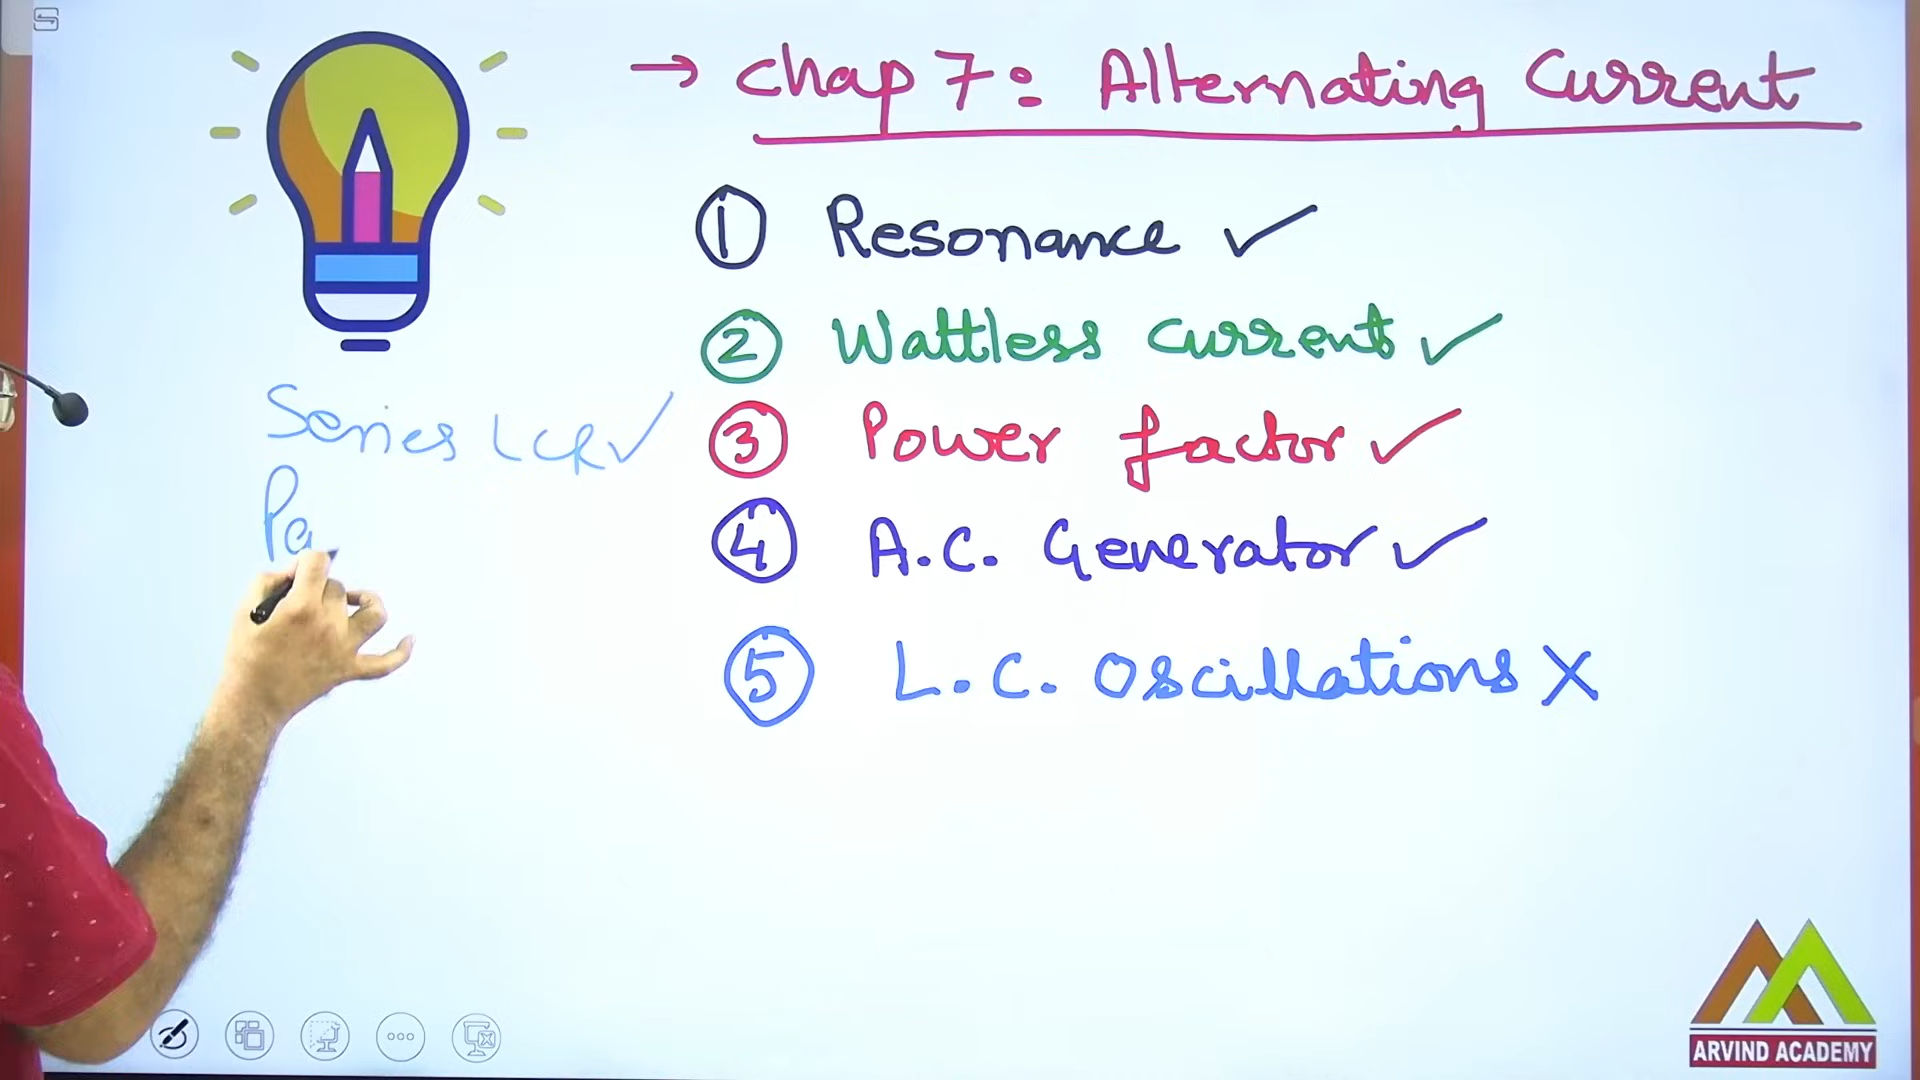 → Chap 7: Alternating Current
① Resonance ✓
② Wattless Current ✓
③ Power factor ✓
④ A.C. Generator ✓
⑤ L.C. Oscillations X
Series LCR ✓
Pa
ARVIND ACADEMY